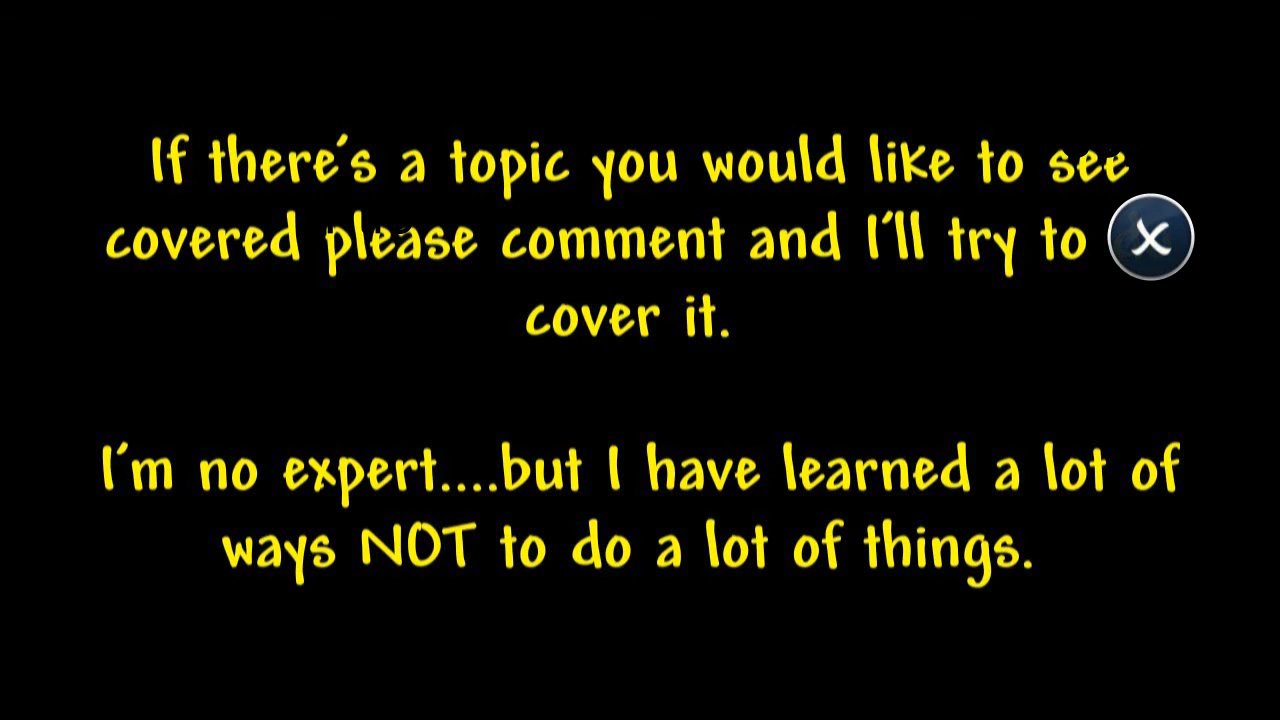 If there's a topic you would like to see
covered please comment and I'll try to X
cover it.
I'm no expert....but I have learned a lot of
ways NOT to do a lot of things.